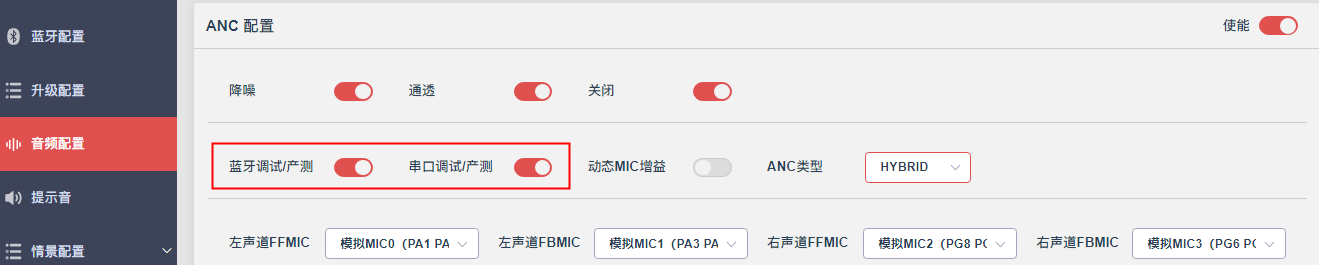 蓝牙配置
升级配置
音频配置
提示音
情景配置
ANC 配置
使能
降噪 通透 关闭
蓝牙调试/产测 串口调试/产测 动态MIC增益 ANC类型 HYBRID
左声道FFMIC 模拟MIC0（PA1 PA 左声道FBMIC 模拟MIC1（PA3 PA 右声道FFMIC 模拟MIC2（PG8 PG 右声道FBMIC 模拟MIC3（PG6 PG